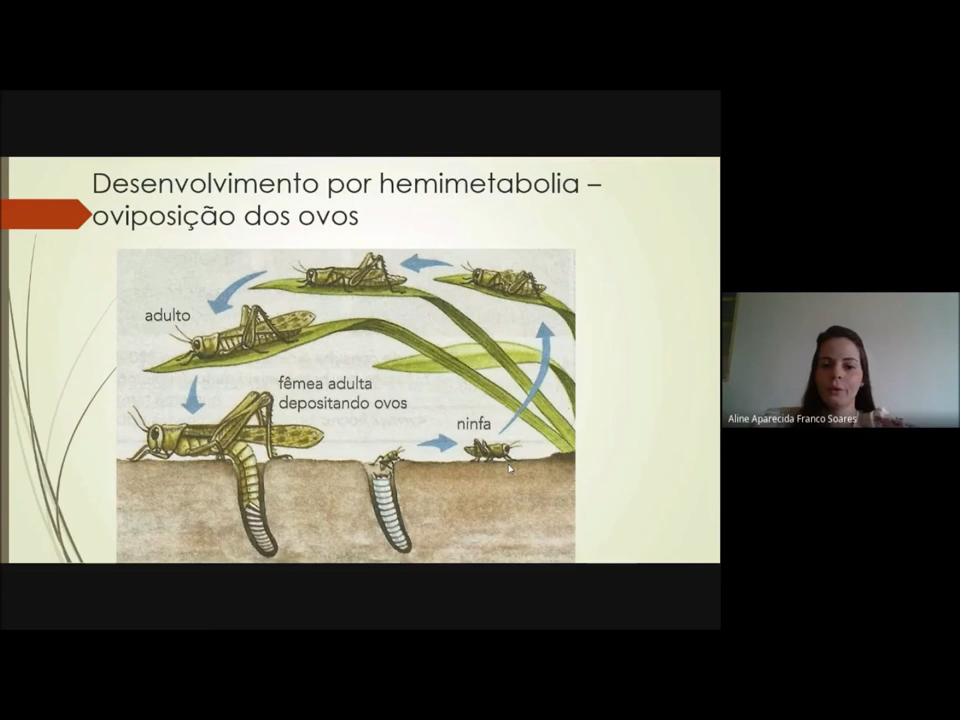 Desenvolvimento por hemimetabolia –
oviposição dos ovos
adulto
fêmea adulta
depositando ovos
ninfa
Aline Aparecida Franco Soares